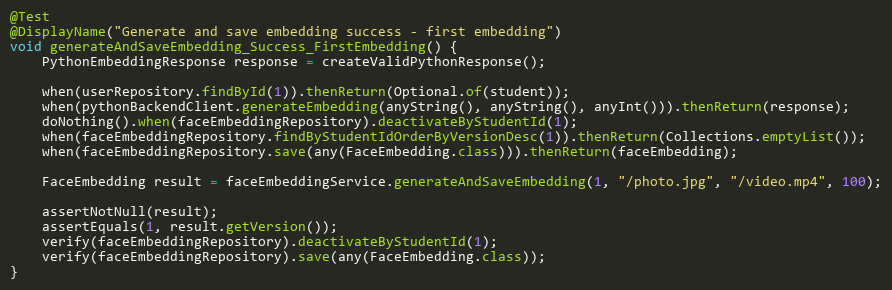 @Test
@DisplayName("Generate and save embedding success - first embedding")
void generateAndSaveEmbedding_Success_FirstEmbedding() {
    PythonEmbeddingResponse response = createValidPythonResponse();

    when(userRepository.findById(1)).thenReturn(Optional.of(student));
    when(pythonBackendClient.generateEmbedding(anyString(), anyString(), anyInt())).thenReturn(response);
    doNothing().when(faceEmbeddingRepository).deactivateByStudentId(1);
    when(faceEmbeddingRepository.findByStudentIdOrderByVersionDesc(1)).thenReturn(Collections.emptyList());
    when(faceEmbeddingRepository.save(any(FaceEmbedding.class))).thenReturn(faceEmbedding);

    FaceEmbedding result = faceEmbeddingService.generateAndSaveEmbedding(1, "/photo.jpg", "/video.mp4", 100);

    assertNotNull(result);
    assertEquals(1, result.getVersion());
    verify(faceEmbeddingRepository).deactivateByStudentId(1);
    verify(faceEmbeddingRepository).save(any(FaceEmbedding.class));
}